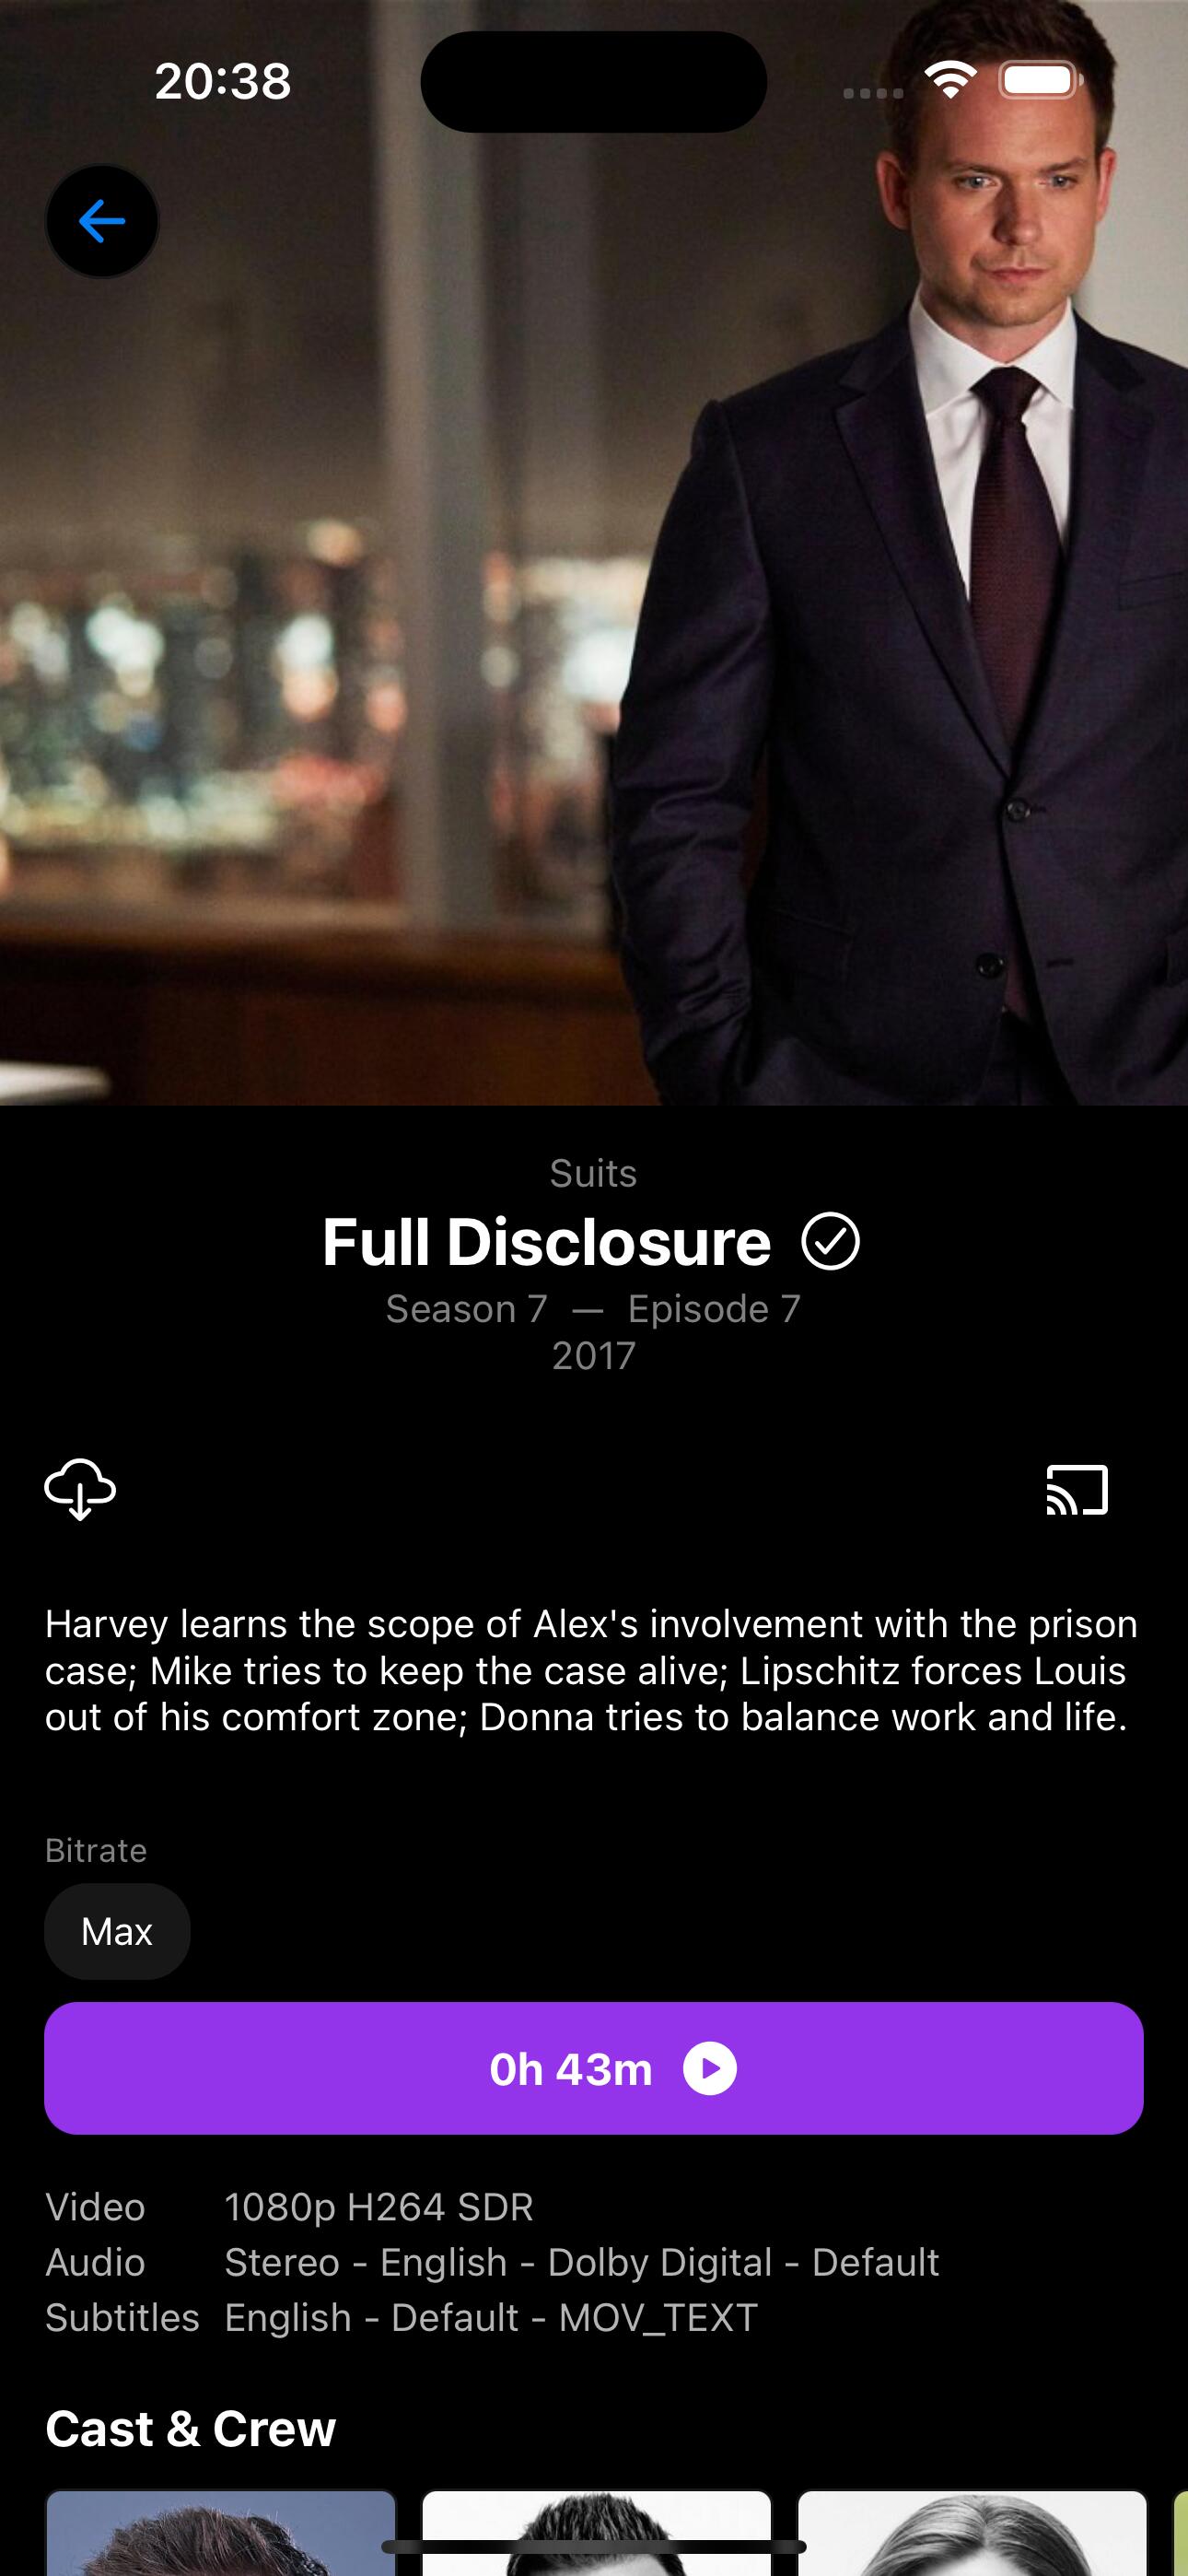 20:38
Suits
Full Disclosure
Season 7 — Episode 7
2017
Harvey learns the scope of Alex's involvement with the prison
case; Mike tries to keep the case alive; Lipschitz forces Louis
out of his comfort zone; Donna tries to balance work and life.
Bitrate
Max
0h 43m
Video 1080p H264 SDR
Audio Stereo - English - Dolby Digital - Default
Subtitles English - Default - MOV_TEXT
Cast & Crew